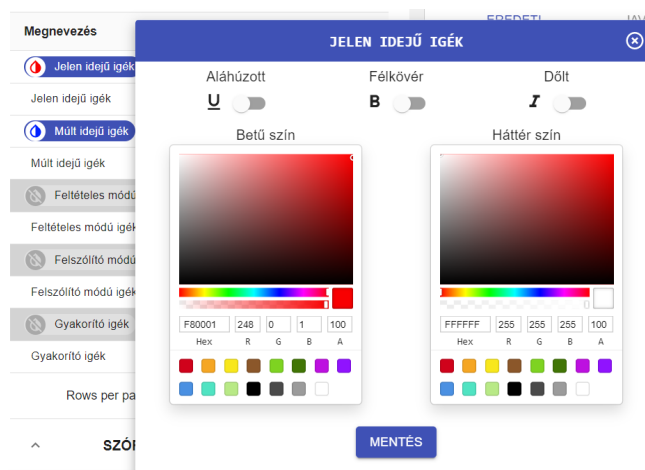 EREDETI
Megnevezés
JELEN IDEJŰ IGÉK
Jelen idejű igék
Aláhúzott Félkövér Dőlt
U B I
Jelen idejű igék
Múlt idejű igék
Betű szín Háttér szín
Múlt idejű igék
Feltételes módú
Feltételes módú igék
Felszólító módú
Felszólító módú igék
Gyakorító igék
F80001 248 0 1 100 FFFFFF 255 255 255 100
Hex R G B A Hex R G B A
Gyakorító igék
Rows per pa
MENTÉS